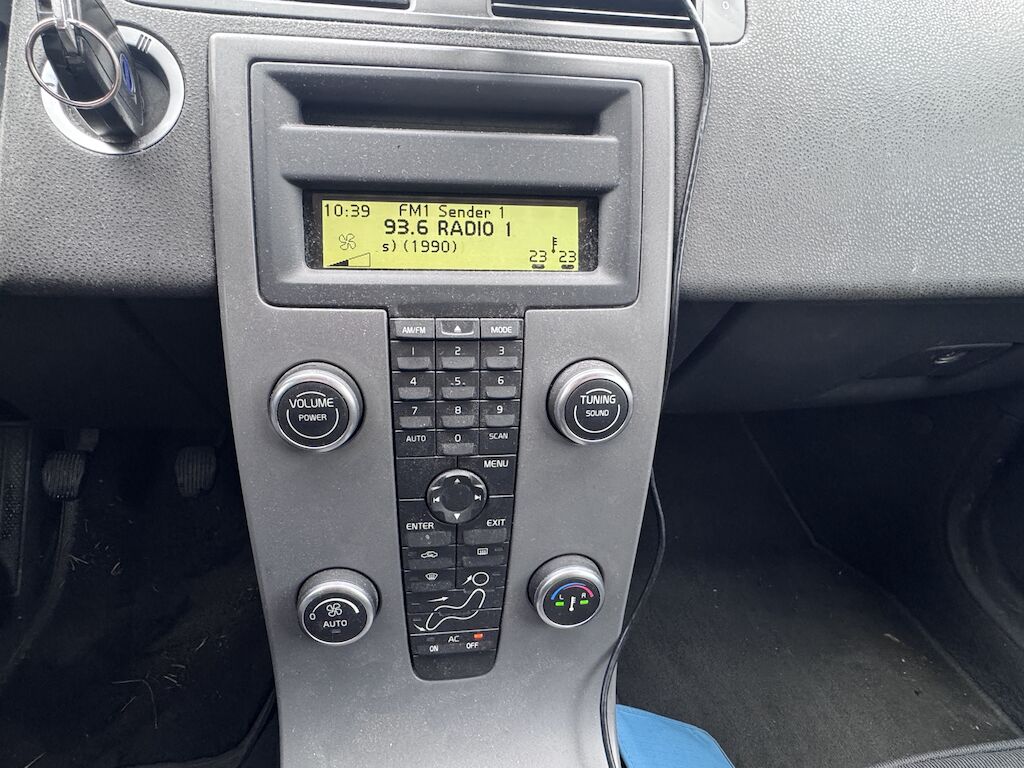 10:39 FM1 Sender 1
93.6 RADIO 1
s) (1990)
23 23
AM/FM MODE
1 2 3
4 5 6
7 8 9
AUTO 0 SCAN
VOLUME
POWER
TUNING
SOUND
MENU
ENTER EXIT
0
AUTO
L R
AC
ON OFF